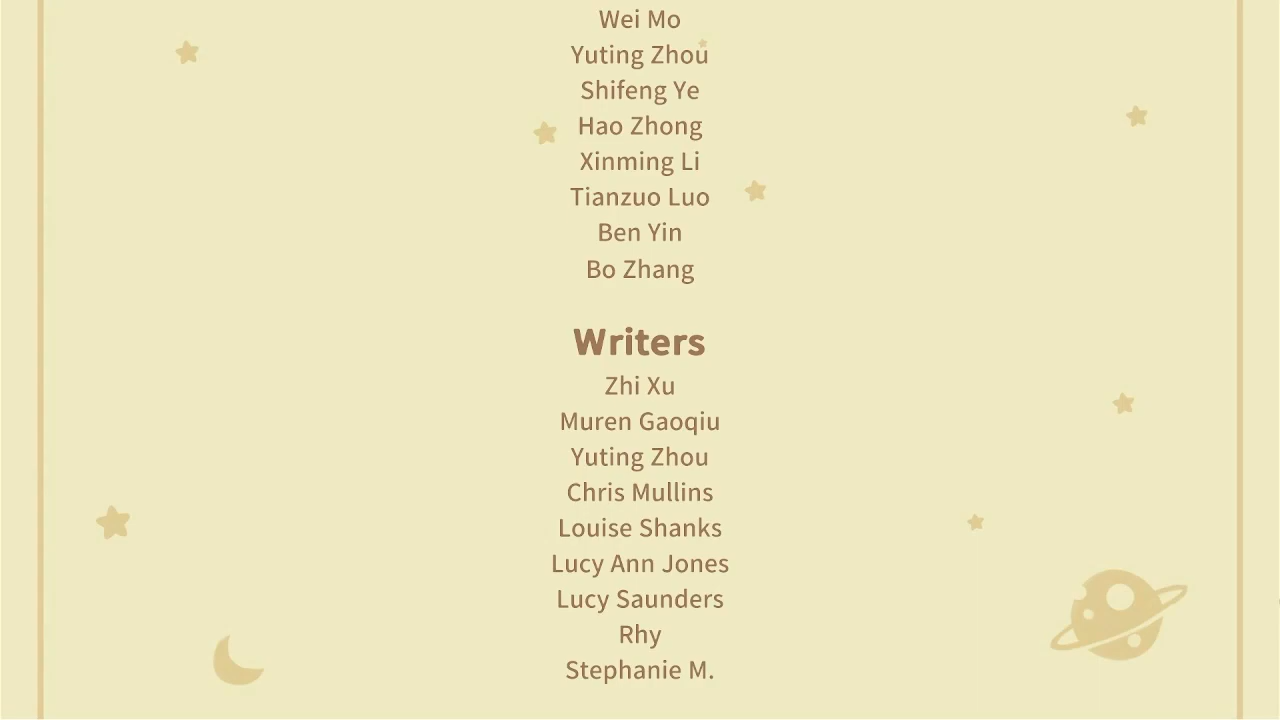 Wei Mo
Yuting Zhou
Shifeng Ye
Hao Zhong
Xinming Li
Tianzuo Luo
Ben Yin
Bo Zhang
Writers
Zhi Xu
Muren Gaoqiu
Yuting Zhou
Chris Mullins
Louise Shanks
Lucy Ann Jones
Lucy Saunders
Rhy
Stephanie M.